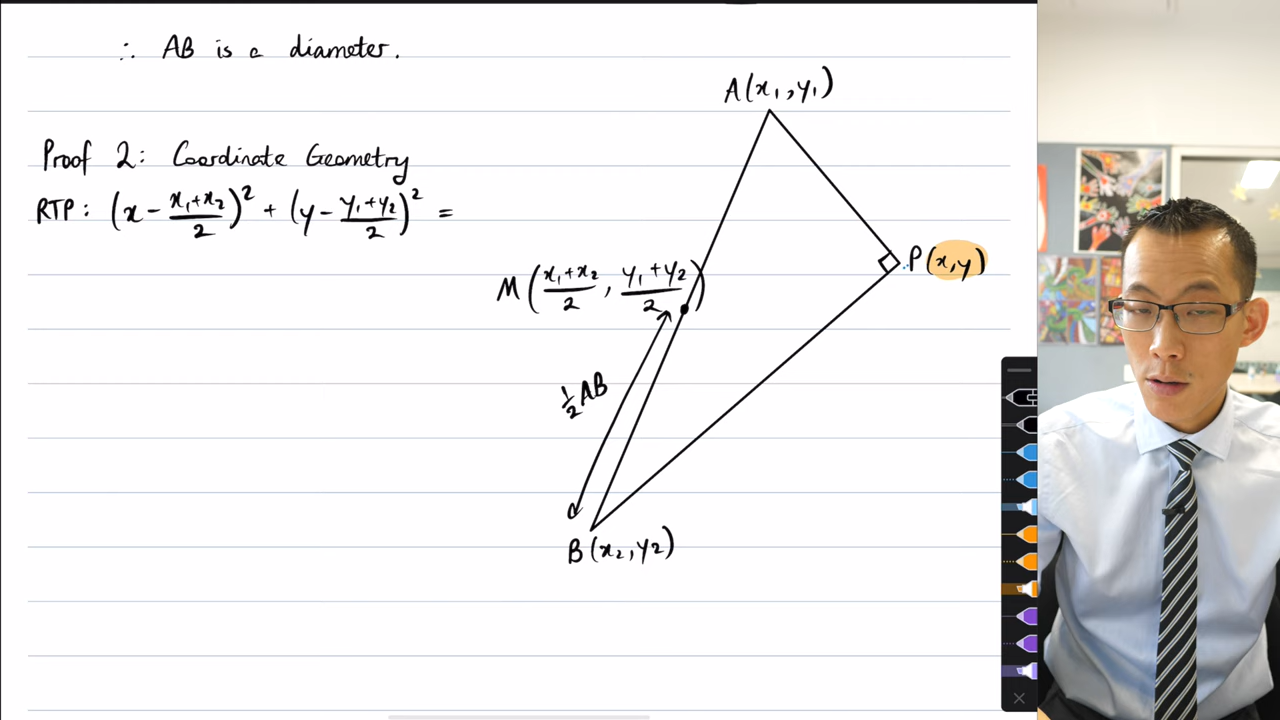 ∴ AB is a diameter.
A(x₁,y₁)
Proof 2: Coordinate Geometry
RTP: (x - (x₁+x₂)/2)² + (y - (y₁+y₂)/2)² =
P(x,y)
M((x₁+x₂)/2, (y₁+y₂)/2)
½AB
B(x₂,y₂)